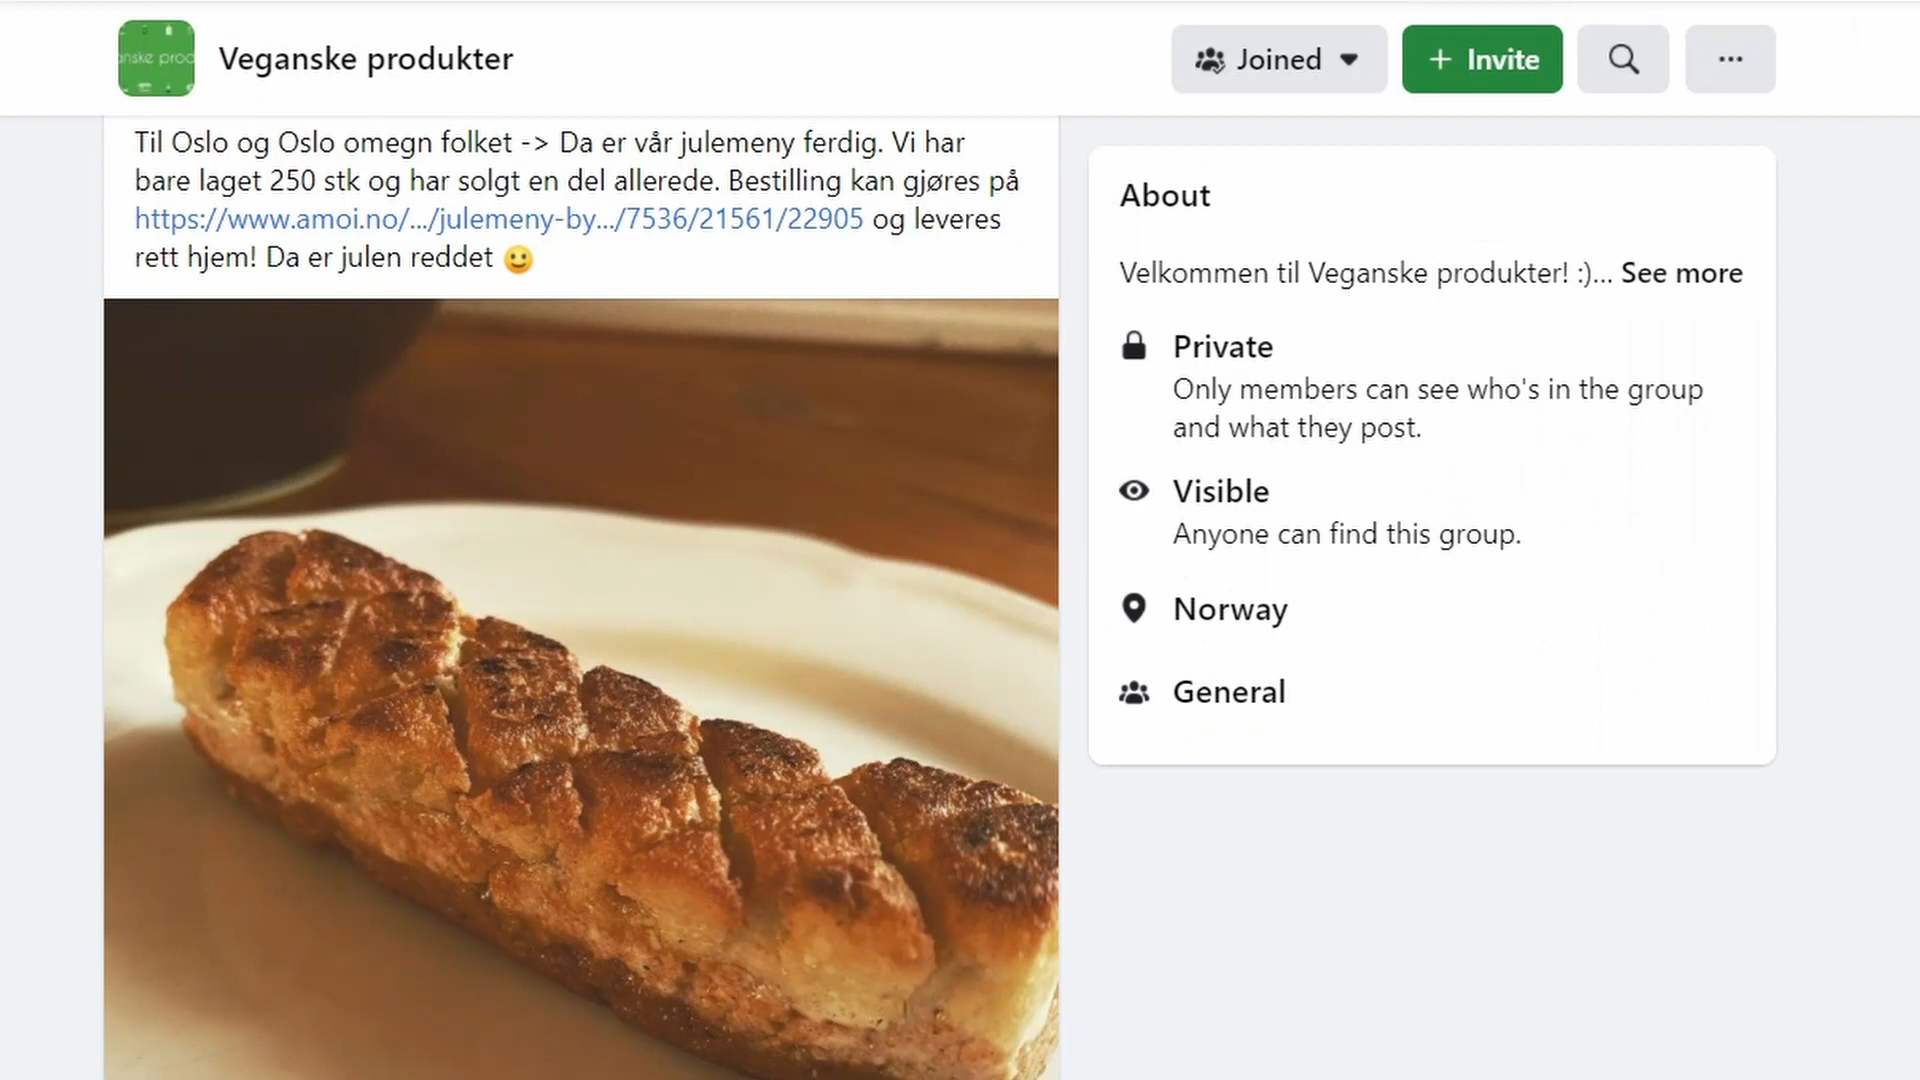 anske prod
Veganske produkter
Joined
+ Invite
...
Til Oslo og Oslo omegn folket -> Da er vår julemeny ferdig. Vi har
bare laget 250 stk og har solgt en del allerede. Bestilling kan gjøres på
https://www.amoi.no/.../julemeny-by.../7536/21561/22905 og leveres
rett hjem! Da er julen reddet 🙂
About
Velkommen til Veganske produkter! :)... See more
Private
Only members can see who's in the group
and what they post.
Visible
Anyone can find this group.
Norway
General